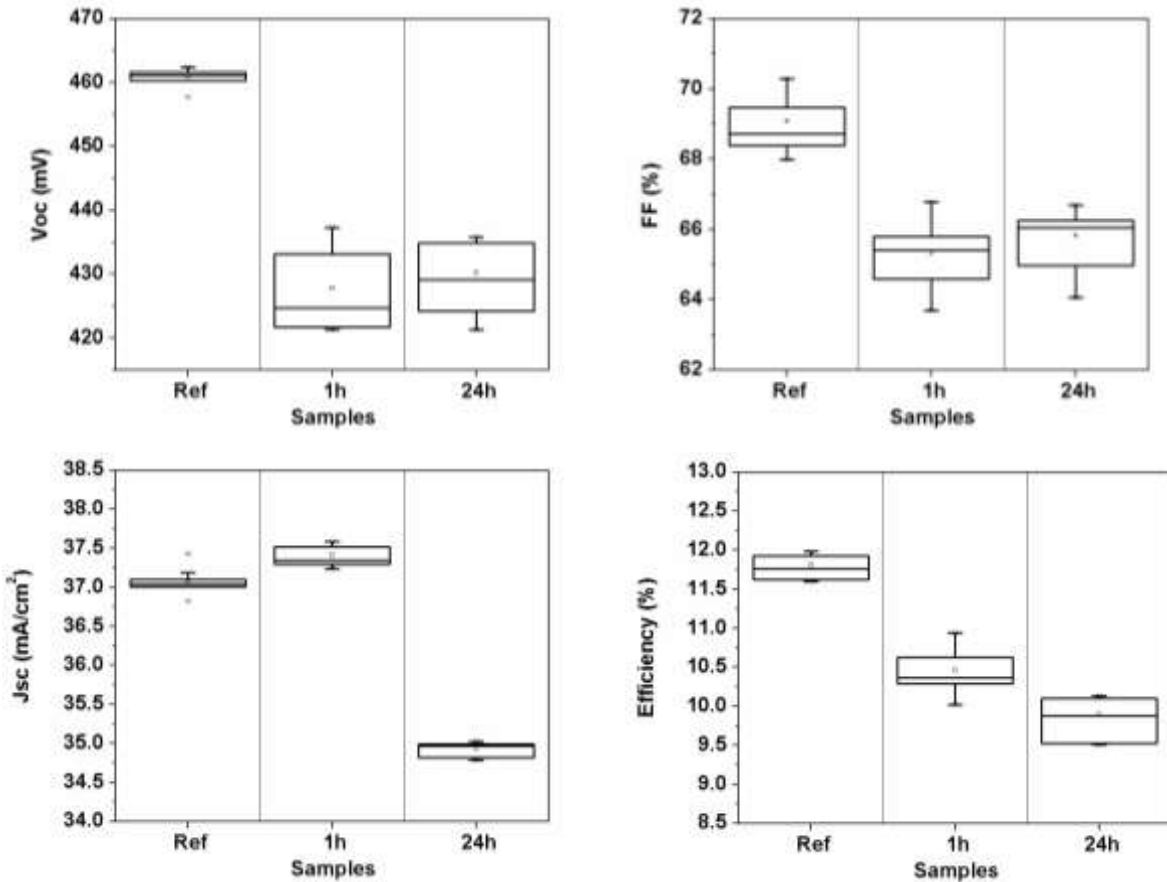 Voc (mV)
470
460
450
440
430
420
Ref
1h
24h
Samples
FF (%)
72
70
68
66
64
62
Ref
1h
24h
Samples
Jsc (mA/cm²)
38.5
38.0
37.5
37.0
36.5
36.0
35.5
35.0
34.5
34.0
Ref
1h
24h
Samples
Efficiency (%)
13.0
12.5
12.0
11.5
11.0
10.5
10.0
9.5
9.0
8.5
Ref
1h
24h
Samples